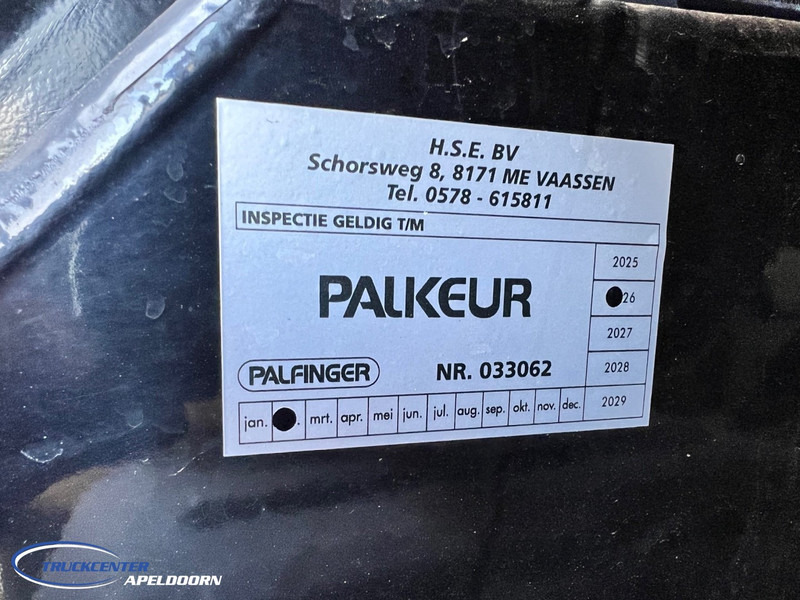 H.S.E. BV
Schorsweg 8, 8171 ME VAASSEN
Tel. 0578 - 615811
INSPECTIE GELDIG T/M
2025
26
2027
2028
2029
PALKEUR
PALFINGER
NR. 033062
jan. . mrt. apr. mei jun. jul. aug. sep. okt. nov. dec.
TRUCKCENTER
APELDOORN